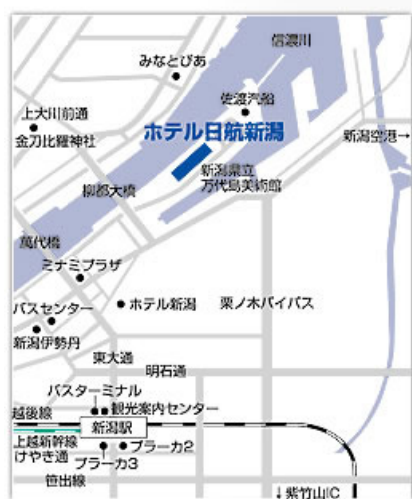 信濃川
みなとぴあ
佐渡汽船
上大川前通
金刀比羅神社
ホテル日航新潟
新潟空港→
新潟県立
万代島美術館
柳都大橋
萬代橋
ミナミプラザ
バスセンター
ホテル新潟
栗ノ木バイパス
新潟伊勢丹
東大通
明石通
バスターミナル
観光案内センター
越後線
新潟駅
上越新幹線
けやき通
プラーカ2
プラーカ3
笹出線
↓紫竹山IC